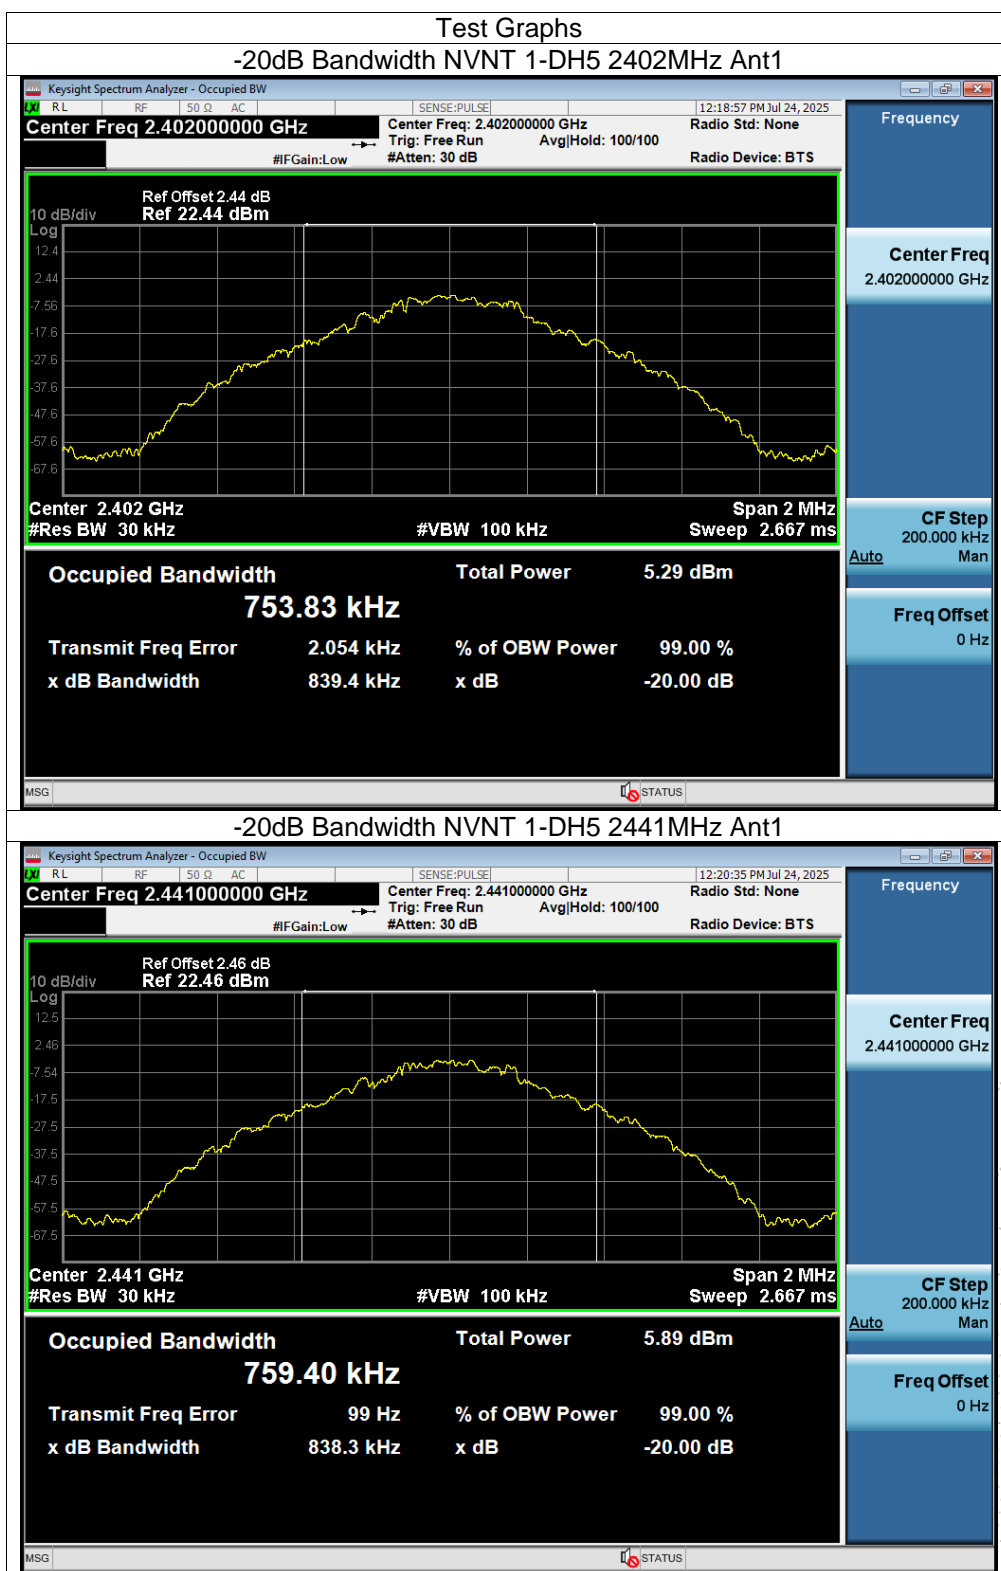 Test Graphs
-20dB Bandwidth NVNT 1-DH5 2402MHz Ant1
Keysight Spectrum Analyzer - Occupied BW
LXI RL RF 50 Ω AC SENSE:PULSE 12:18:57 PM Jul 24, 2025
Center Freq 2.402000000 GHz Center Freq: 2.402000000 GHz Radio Std: None Frequency
Trig: Free Run Avg|Hold: 100/100
#IFGain:Low #Atten: 30 dB Radio Device: BTS
Ref Offset 2.44 dB
10 dB/div Ref 22.44 dBm
Log
12.4
2.44
-7.56
-17.6
-27.6
-37.6
-47.6
-57.6
-67.6
Center Freq
2.402000000 GHz
Center 2.402 GHz Span 2 MHz
#Res BW 30 kHz #VBW 100 kHz Sweep 2.667 ms
CF Step
200.000 kHz
Auto Man
Occupied Bandwidth Total Power 5.29 dBm
753.83 kHz
Freq Offset
0 Hz
Transmit Freq Error 2.054 kHz % of OBW Power 99.00 %
x dB Bandwidth 839.4 kHz x dB -20.00 dB
MSG STATUS
-20dB Bandwidth NVNT 1-DH5 2441MHz Ant1
Keysight Spectrum Analyzer - Occupied BW
LXI RL RF 50 Ω AC SENSE:PULSE 12:20:35 PM Jul 24, 2025
Center Freq 2.441000000 GHz Center Freq: 2.441000000 GHz Radio Std: None Frequency
Trig: Free Run Avg|Hold: 100/100
#IFGain:Low #Atten: 30 dB Radio Device: BTS
Ref Offset 2.46 dB
10 dB/div Ref 22.46 dBm
Log
12.5
2.46
-7.54
-17.5
-27.5
-37.5
-47.5
-57.5
-67.5
Center Freq
2.441000000 GHz
Center 2.441 GHz Span 2 MHz
#Res BW 30 kHz #VBW 100 kHz Sweep 2.667 ms
CF Step
200.000 kHz
Auto Man
Occupied Bandwidth Total Power 5.89 dBm
759.40 kHz
Freq Offset
0 Hz
Transmit Freq Error 99 Hz % of OBW Power 99.00 %
x dB Bandwidth 838.3 kHz x dB -20.00 dB
MSG STATUS